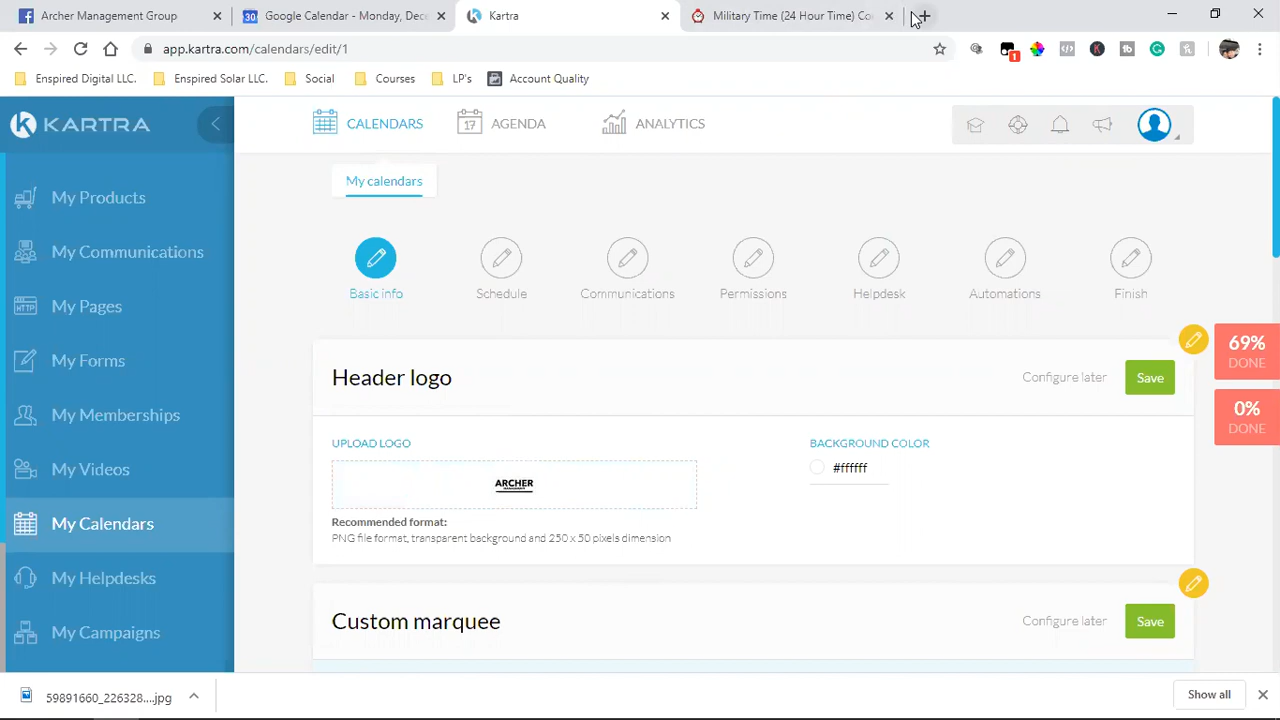 Archer Management Group
Google Calendar - Monday, Dec
Kartra
Military Time (24 Hour Time) Co
app.kartra.com/calendars/edit/1
1
Enspired Digital LLC.
Enspired Solar LLC.
Social
Courses
LP's
Account Quality
KARTRA
CALENDARS
17
AGENDA
ANALYTICS
My calendars
My Products
My Communications
My Pages
My Forms
My Memberships
My Videos
My Calendars
My Helpdesks
My Campaigns
Basic info
Schedule
Communications
Permissions
Helpdesk
Automations
Finish
69%
DONE
0%
DONE
Header logo
Configure later
Save
UPLOAD LOGO
BACKGROUND COLOR
ARCHER
#ffffff
Recommended format:
PNG file format, transparent background and 250 x 50 pixels dimension
Custom marquee
Configure later
Save
59891660_226328....jpg
Show all